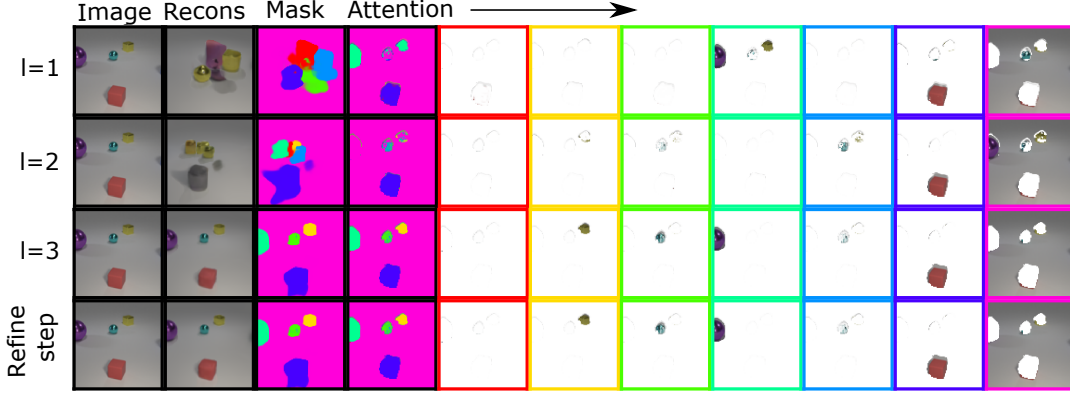 Image Recons Mask Attention
l=1
l=2
l=3
Refine
step